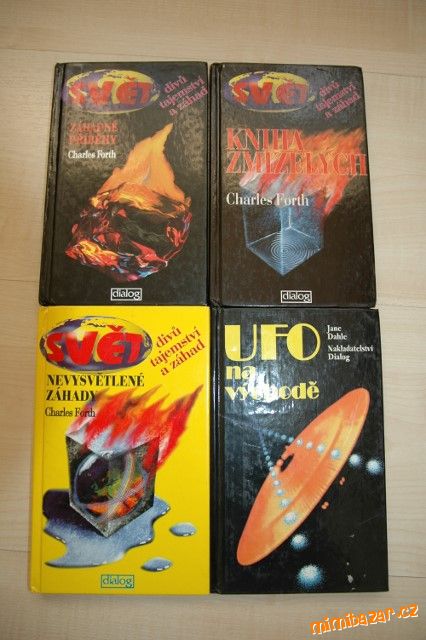 SVĚT
divů
tajemství
a záhad
ZÁHADNÉ
PŘÍBĚHY
Charles Forth
dialog
SVĚT
divů
tajemství
a záhad
KNIHA
ZMIZELÝCH
Charles Forth
dialog
SVĚT
divů
tajemství
a záhad
NEVYSVĚTLENÉ
ZÁHADY
Charles Forth
dialog
UFO
na
východě
Jane
Dahle
Nakladatelství
Dialog
mimibazar.cz